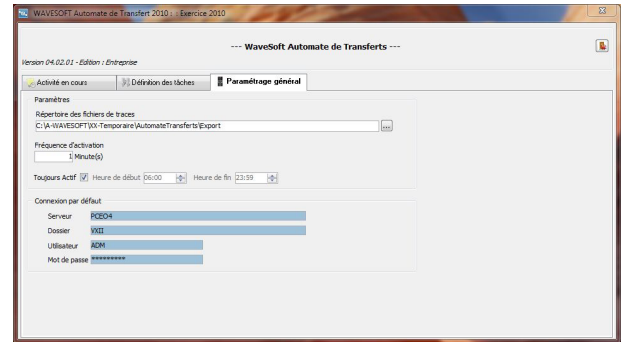 WAVESOFT Automate de Transfert 2010 : : Exercice 2010
--- WaveSoft Automate de Transferts ---
Version 04.02.01 - Edition : Entreprise
Activité en cours Définition des tâches Paramétrage général
Paramètres
Répertoire des fichiers de traces
C:\A-WAVESOFT\XX-Temporaire\AutomateTransferts\Export ...
Fréquence d'activation
1 Minute(s)
Toujours Actif Heure de début 06:00 Heure de fin 23:59
Connexion par défaut
Serveur PCEO4
Dossier VXII
Utilisateur ADM
Mot de passe *********